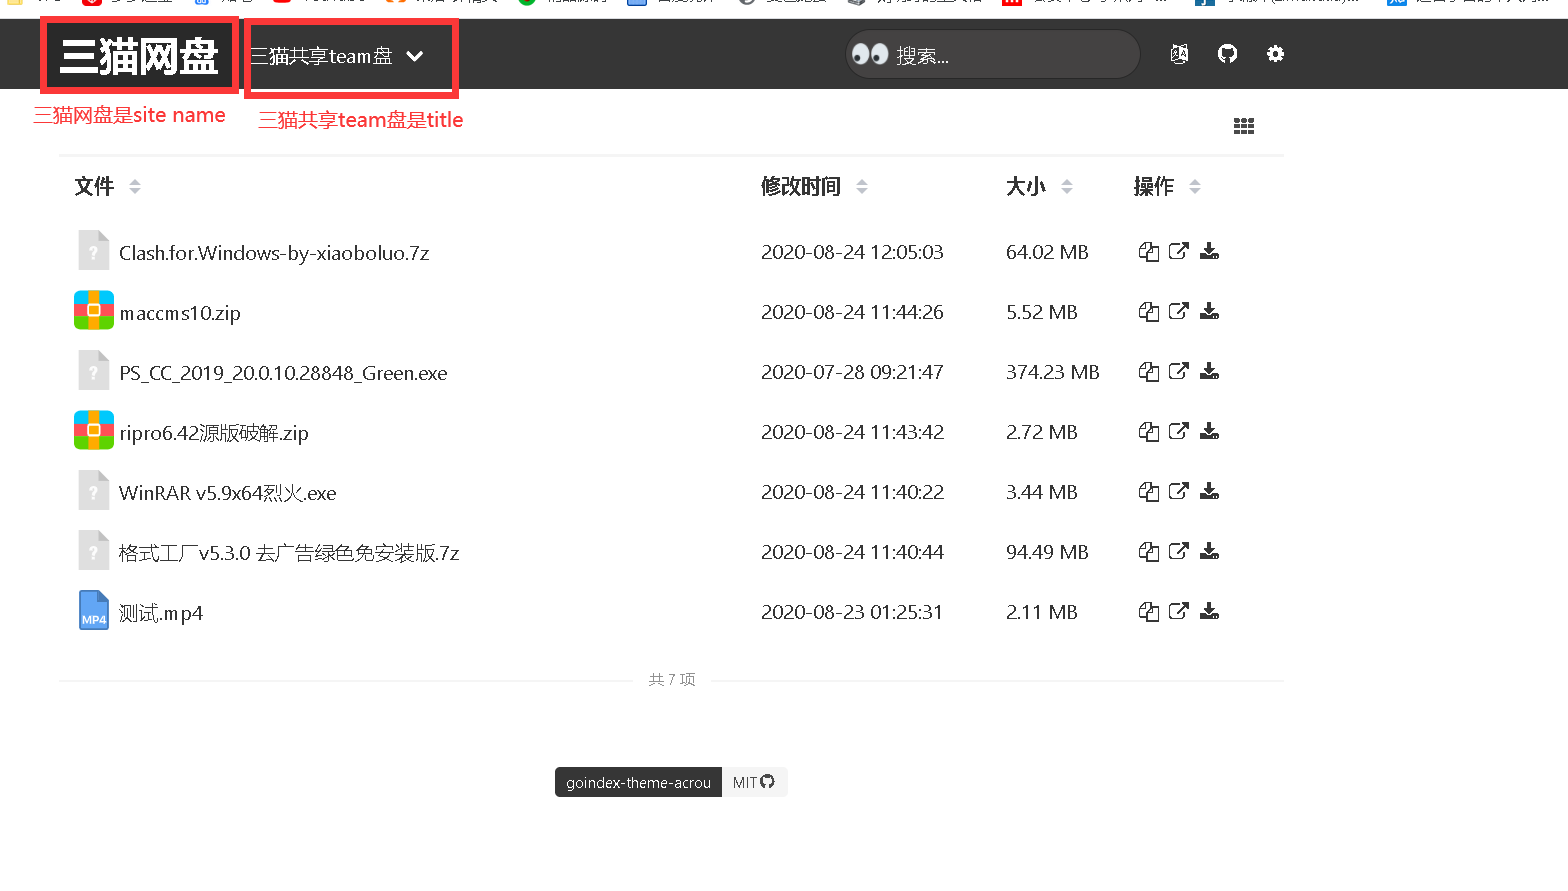 三猫网盘
三猫共享team盘
搜索...
三猫网盘是site name
三猫共享team盘是title
文件 修改时间 大小 操作
Clash.for.Windows-by-xiaoboluo.7z 2020-08-24 12:05:03 64.02 MB
maccms10.zip 2020-08-24 11:44:26 5.52 MB
PS_CC_2019_20.0.10.28848_Green.exe 2020-07-28 09:21:47 374.23 MB
ripro6.42源版破解.zip 2020-08-24 11:43:42 2.72 MB
WinRAR v5.9x64烈火.exe 2020-08-24 11:40:22 3.44 MB
格式工厂v5.3.0 去广告绿色免安装版.7z 2020-08-24 11:40:44 94.49 MB
MP4 测试.mp4 2020-08-23 01:25:31 2.11 MB
共 7 项
goindex-theme-acrou MIT